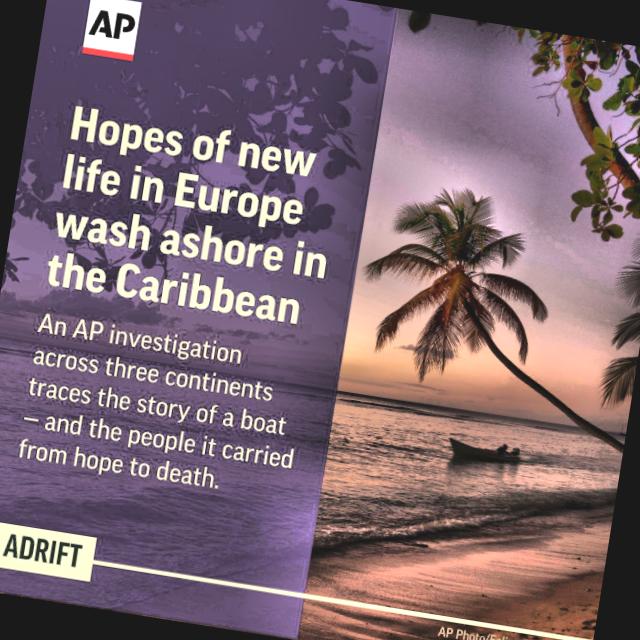 AP
Hopes of new
life in Europe
wash ashore in
the Caribbean
An AP investigation
across three continents
traces the story of a boat
— and the people it carried
from hope to death.
ADRIFT
AP Photo/